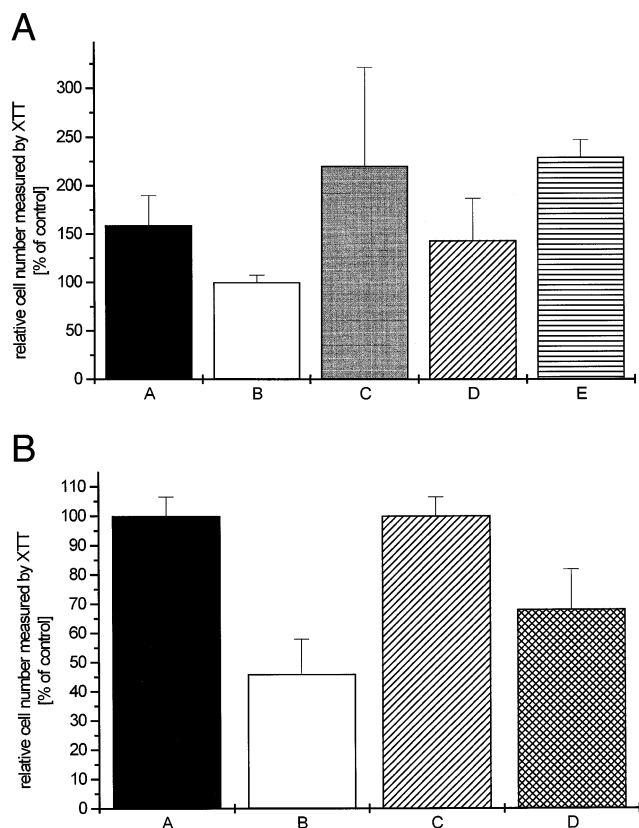 A
relative cell number measured by XTT
[% of control]
300
250
200
150
100
50
0
A B C D E
B
relative cell number measured by XTT
[% of control]
110
100
90
80
70
60
50
40
30
20
10
0
A B C D